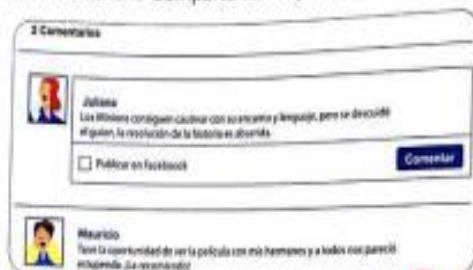 2 Comentarios
Juliana
Los Minions consiguen cautivar con su encanto y lenguaje, pero se descuidó
el guion, la resolución de la historia es aburrida.
Publicar en Facebook
Comentar
Mauricio
Tuve la oportunidad de ver la película con mis hermanos y a todos nos pareció
estupenda. ¡La recomiendo!